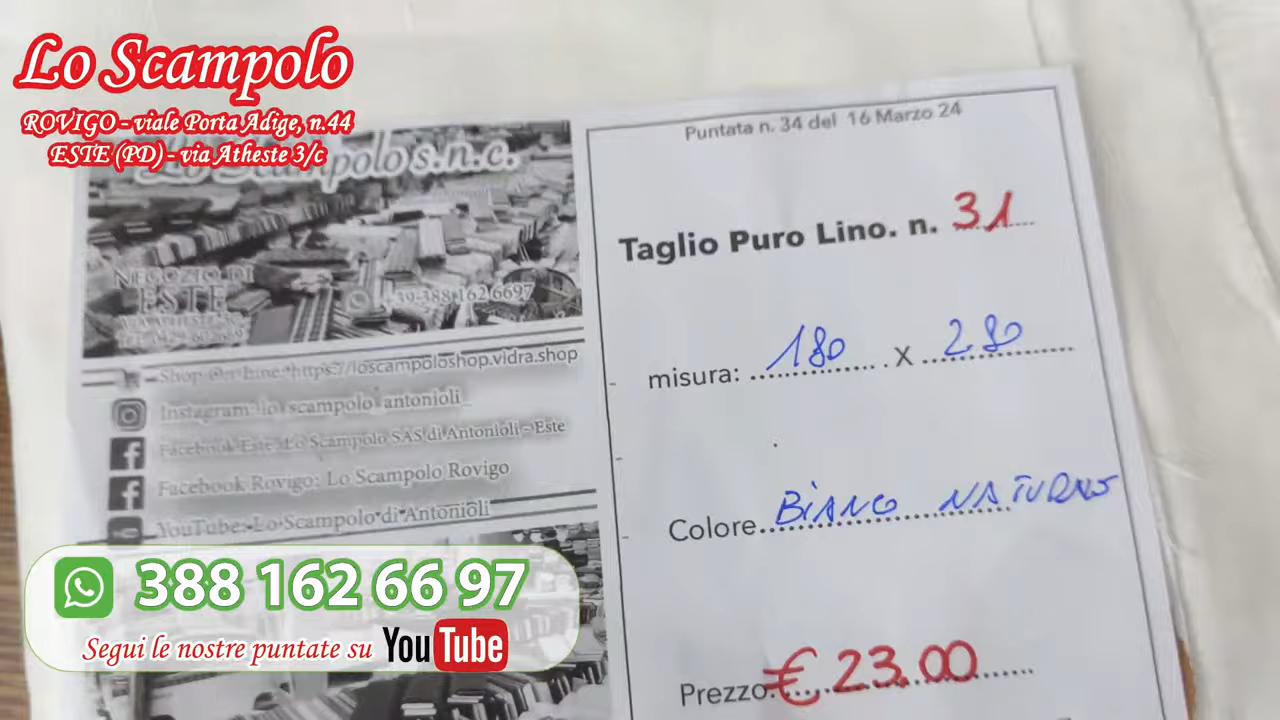 Lo Scampolo
ROVIGO - viale Porta Adige, n.44
ESTE (PD) - via Atheste 3/c
Lo Scampolo s.n.c.
NEGOZIO DI
ESTE
+39-388 162 6697
Shop On-line: https://loscampoloshop.vidra.shop
Instagram: lo_scampolo_antonioli_
Facebook Este: Lo Scampolo SAS di Antonioli - Este
Facebook Rovigo: Lo Scampolo Rovigo
YouTube: Lo Scampolo di Antonioli
Puntata n. 34 del 16 Marzo 24
Taglio Puro Lino. n. 31
misura: 180 X 280
Colore BIANCO NATURNO
Prezzo € 23.00
388 162 66 97
Segui le nostre puntate su YouTube